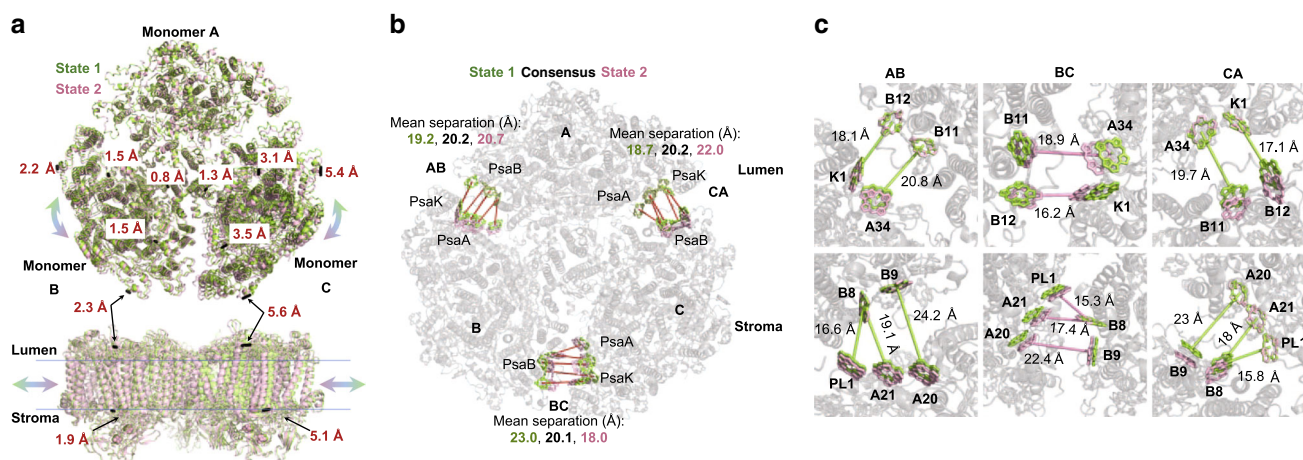 a
Monomer A
State 1
State 2
2.2 Å
1.5 Å
0.8 Å
1.3 Å
3.1 Å
5.4 Å
1.5 Å
3.5 Å
Monomer
B
Monomer
C
2.3 Å
5.6 Å
Lumen
Stroma
1.9 Å
5.1 Å
b
State 1 Consensus State 2
Mean separation (Å):
19.2, 20.2, 20.7
A
Mean separation (Å):
18.7, 20.2, 22.0
Lumen
AB
PsaB
PsaK
PsaA
PsaK
PsaA
CA
PsaB
B
C
Stroma
PsaA
PsaB
PsaK
BC
Mean separation (Å):
23.0, 20.1, 18.0
c
AB
B12
18.1 Å
B11
K1
20.8 Å
A34
BC
B11
A34
18.9 Å
B12
16.2 Å
K1
CA
K1
A34
17.1 Å
19.7 Å
B11
B12
B9
B8
16.6 Å
19.1 Å
24.2 Å
PL1
A21
A20
PL1
A21
15.3 Å
A20
17.4 Å
B8
22.4 Å
B9
A20
A21
23 Å
18 Å
PL1
B9
B8
15.8 Å